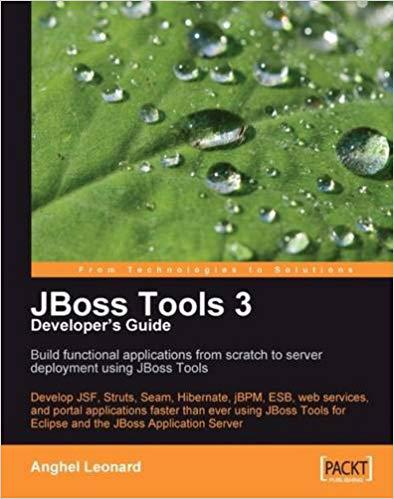 From Technologies to Solutions
JBoss Tools 3
Developer's Guide
Build functional applications from scratch to server
deployment using JBoss Tools
Develop JSF, Struts, Seam, Hibernate, jBPM, ESB, web services,
and portal applications faster than ever using JBoss Tools for
Eclipse and the JBoss Application Server
Anghel Leonard
PACKT
PUBLISHING